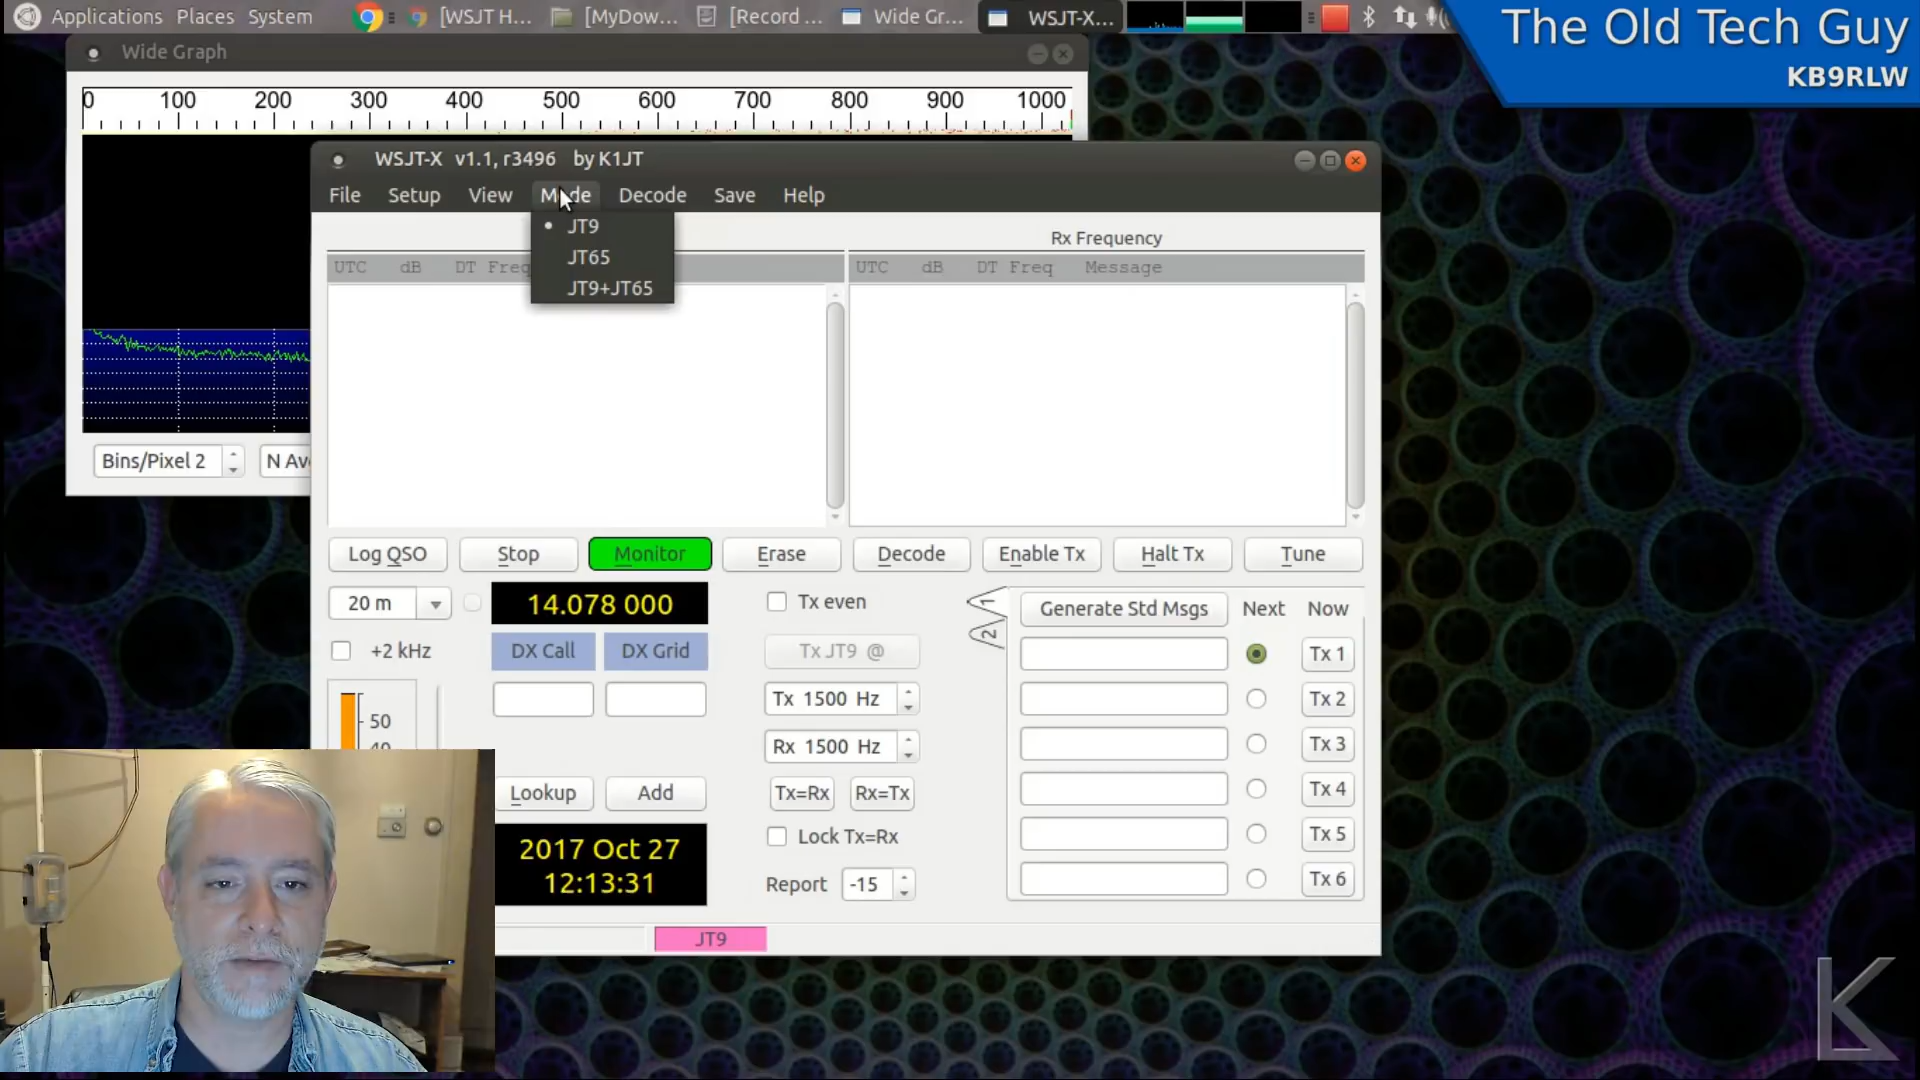 Applications Places System [WSJT H... [MyDow... [Record ... Wide Gr... WSJT-X...
The Old Tech Guy
KB9RLW
Wide Graph
0 100 200 300 400 500 600 700 800 900 1000
WSJT-X v1.1, r3496 by K1JT
File Setup View Mode Decode Save Help
JT9
JT65
JT9+JT65
Rx Frequency
UTC dB DT Freq
UTC dB DT Freq Message
Bins/Pixel 2 N Av
Log QSO Stop Monitor Erase Decode Enable Tx Halt Tx Tune
20 m 14.078 000 Tx even 1 Generate Std Msgs Next Now
2
+2 kHz DX Call DX Grid Tx JT9 @ Tx 1
Tx 1500 Hz Tx 2
50
40
Rx 1500 Hz Tx 3
Lookup Add Tx=Rx Rx=Tx Tx 4
2017 Oct 27 Lock Tx=Rx Tx 5
12:13:31 Report -15 Tx 6
JT9
K